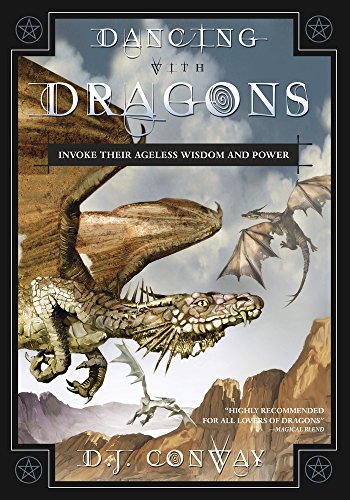 DANCING
WITH
DRAGONS
INVOKE THEIR AGELESS WISDOM AND POWER
"HIGHLY RECOMMENDED
FOR ALL LOVERS OF DRAGONS"
—MAGICAL BLEND
D.J. CONWAY